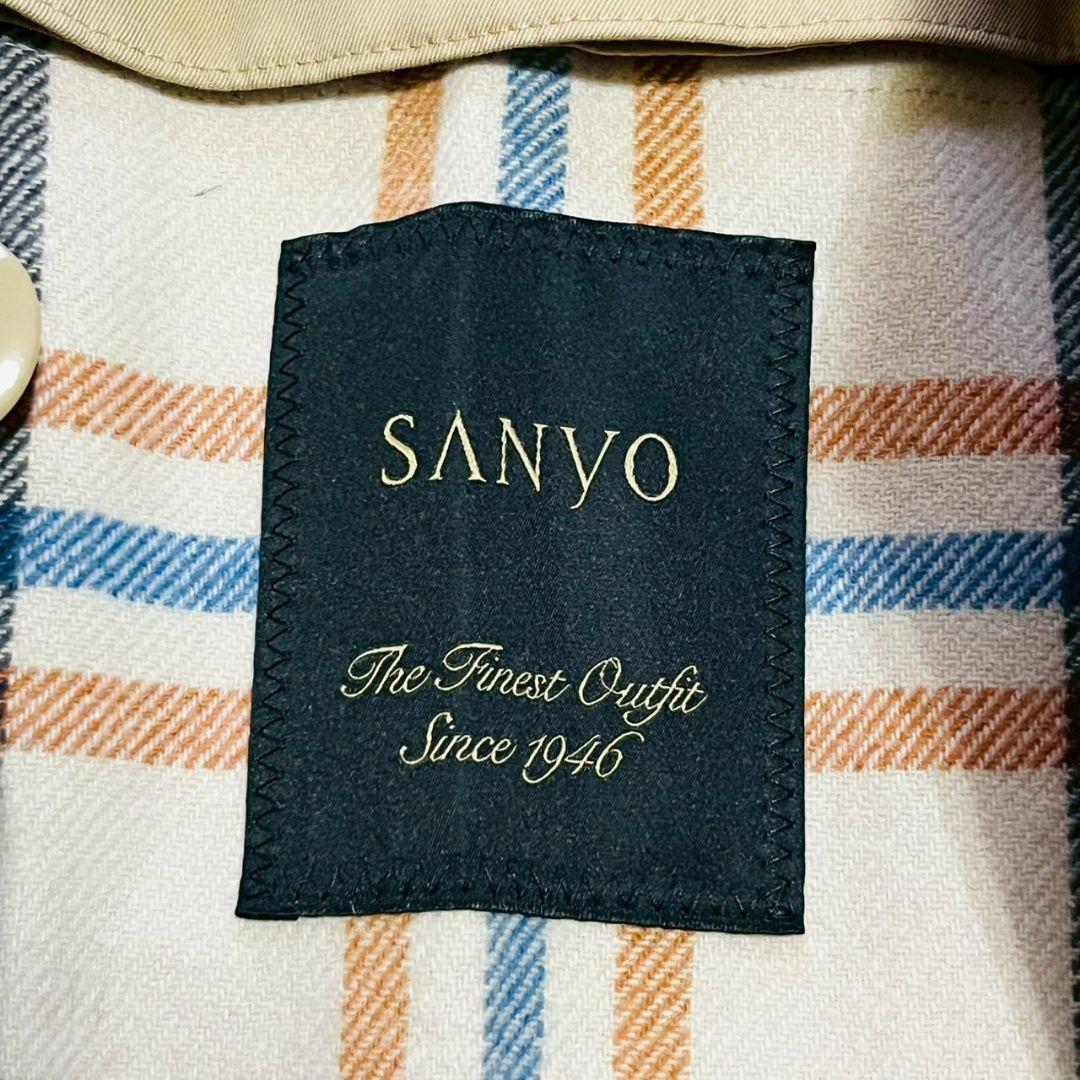 SANYO
The Finest Outfit
Since 1946